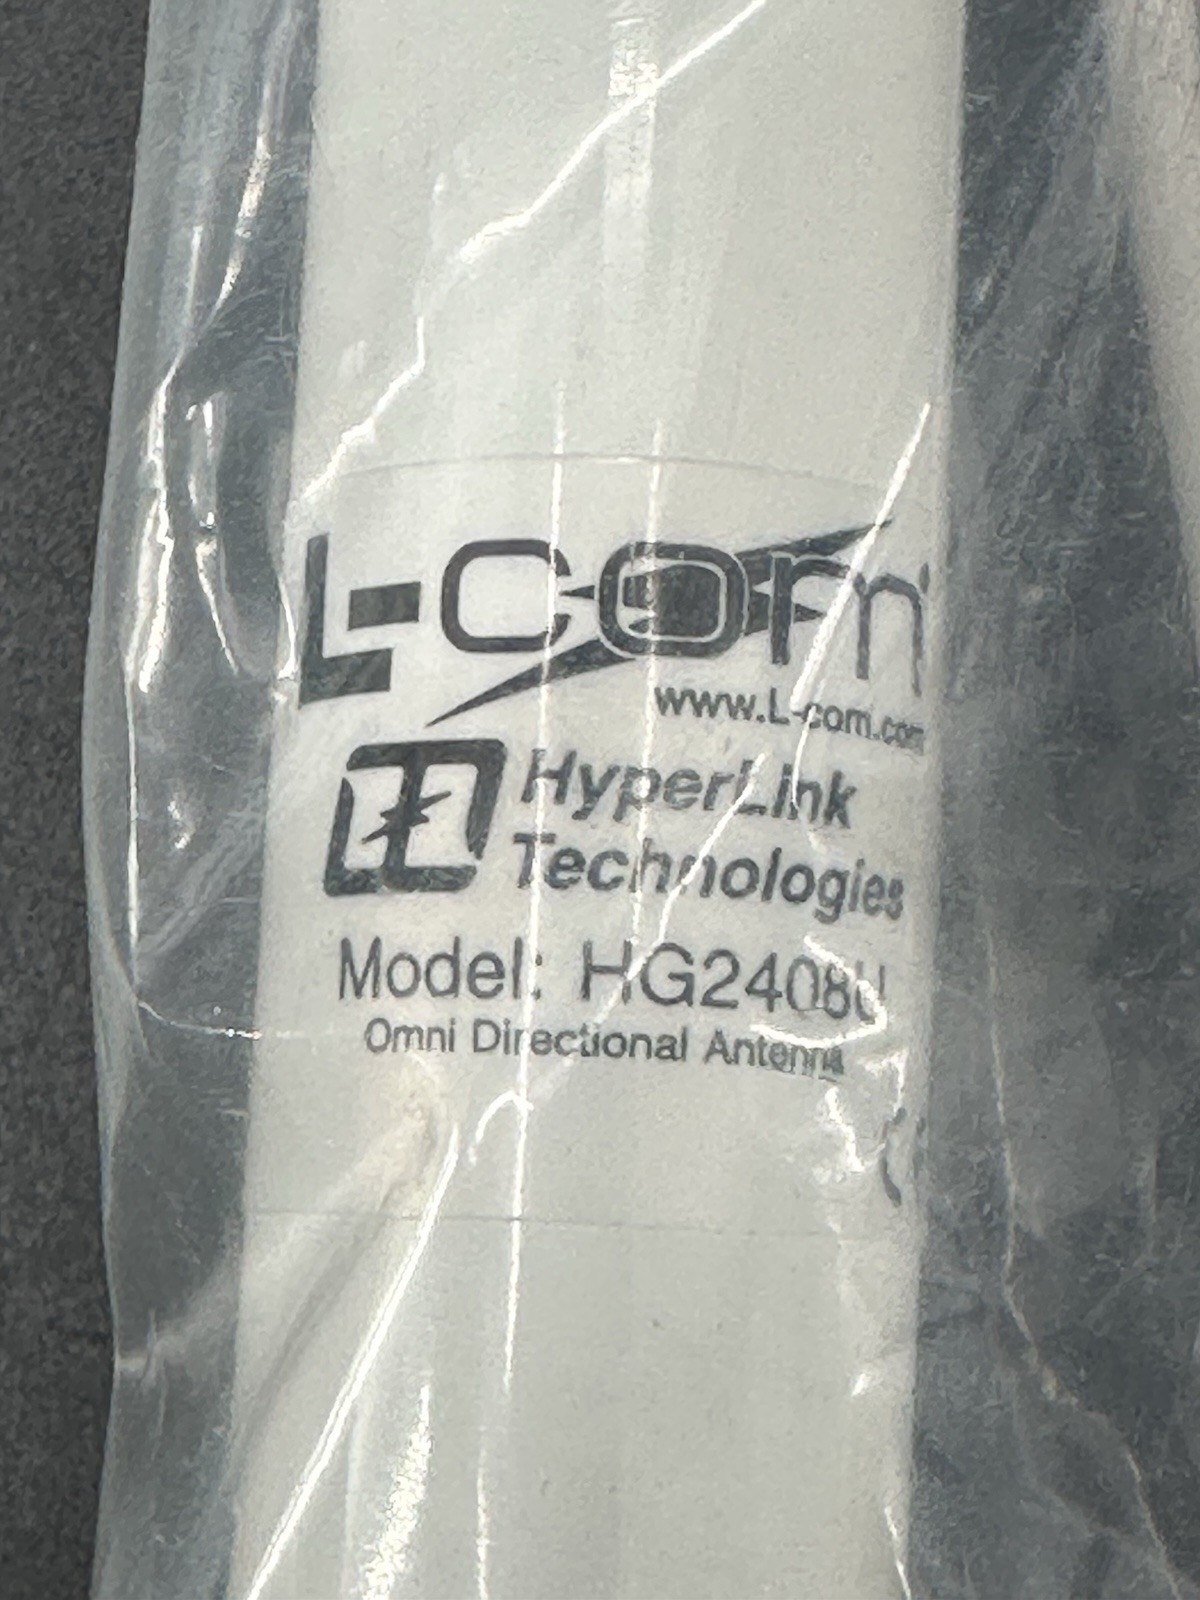 L-com
www.L-com.com
HyperLink
Technologies
Model: HG2408U
Omni Directional Antenna